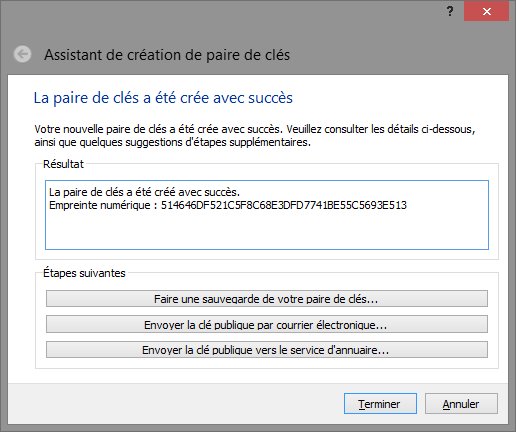 ?
Assistant de création de paire de clés
La paire de clés a été crée avec succès
Votre nouvelle paire de clés a été crée avec succès. Veuillez consulter les détails ci-dessous,
ainsi que quelques suggestions d'étapes supplémentaires.
Résultat
La paire de clés a été créé avec succès.
Empreinte numérique : 514646DF521C5F8C68E3DFD7741BE55C5693E513
Étapes suivantes
Faire une sauvegarde de votre paire de clés...
Envoyer la clé publique par courrier électronique...
Envoyer la clé publique vers le service d'annuaire...
Terminer
Annuler